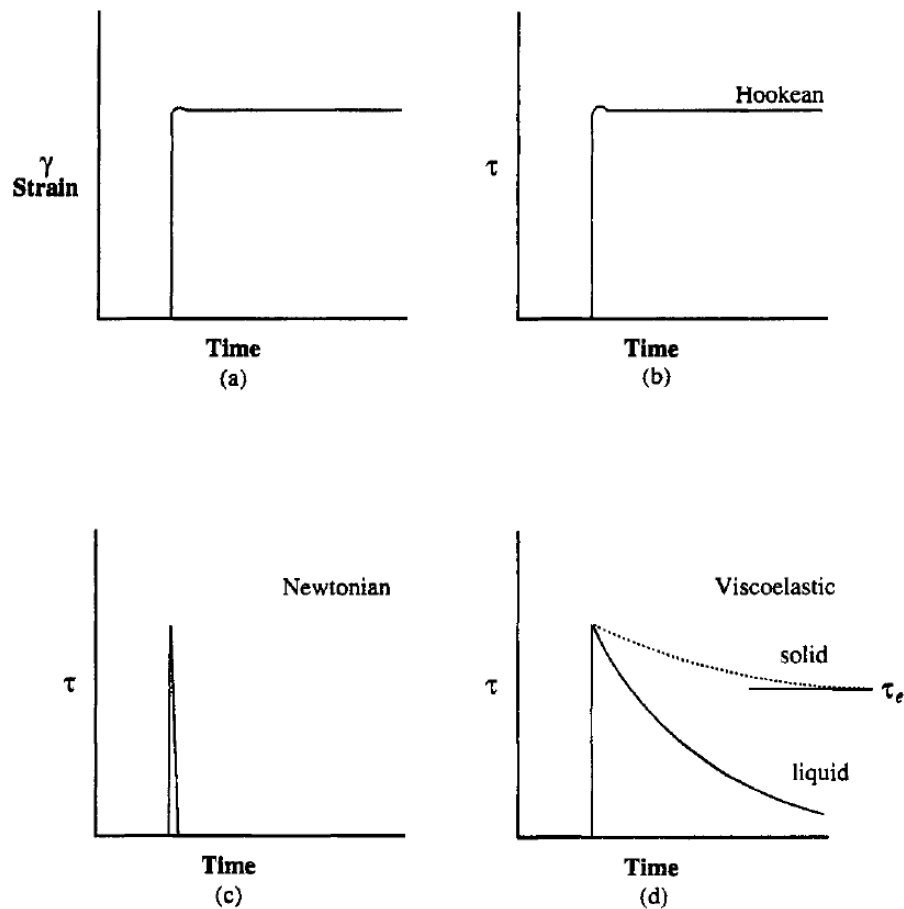 γ
Strain
Time
(a)
Hookean
τ
Time
(b)
Newtonian
τ
Time
(c)
Viscoelastic
solid
τ
τₑ
liquid
Time
(d)